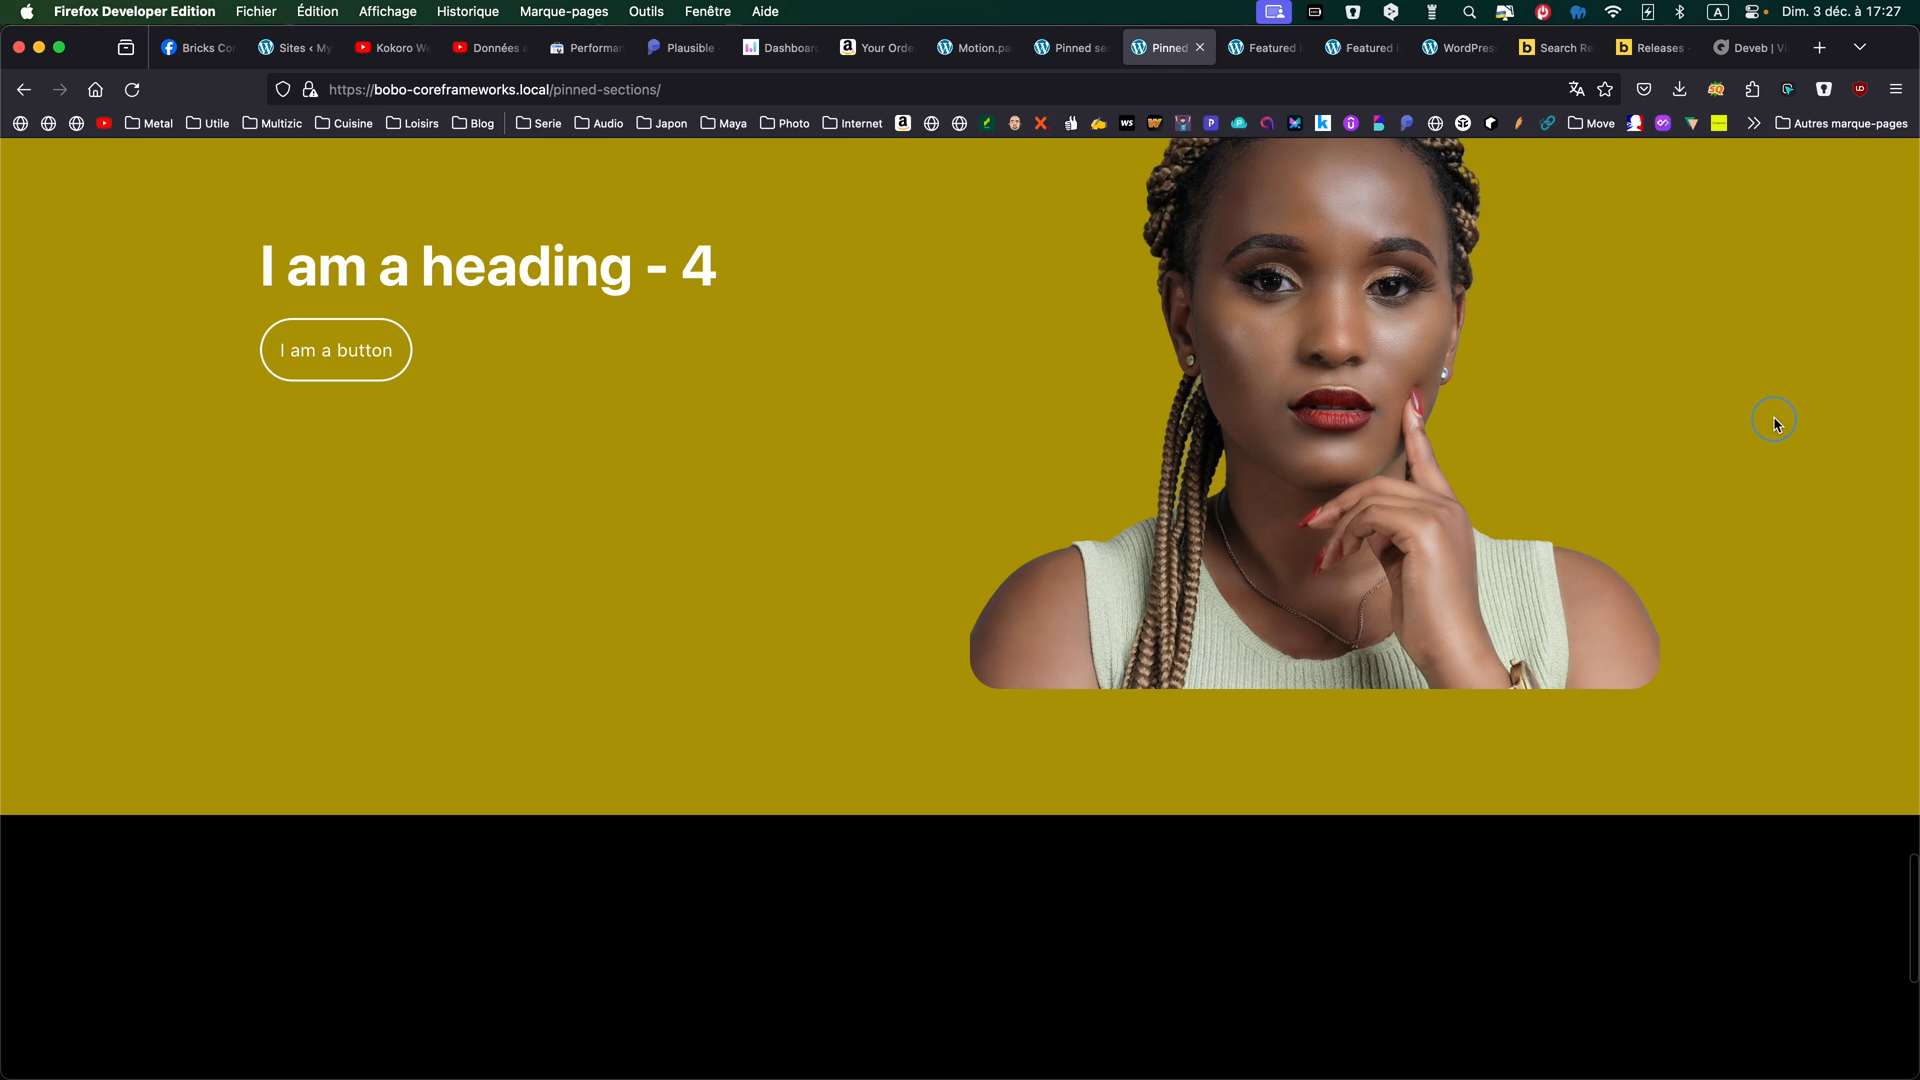 Firefox Developer Edition Fichier Édition Affichage Historique Marque-pages Outils Fenêtre Aide A Dim. 3 déc. à 17:27
Bricks Co Sites ‹ My Kokoro W Données Performan Plausible Dashboar Your Orde Motion.pa Pinned se Pinned Featured Featured WordPres Search Re Releases Deveb | Vi
https://bobo-coreframeworks.local/pinned-sections/
Metal Utile Multizic Cuisine Loisirs Blog Serie Audio Japon Maya Photo Internet Move Autres marque-pages
I am a heading - 4
I am a button